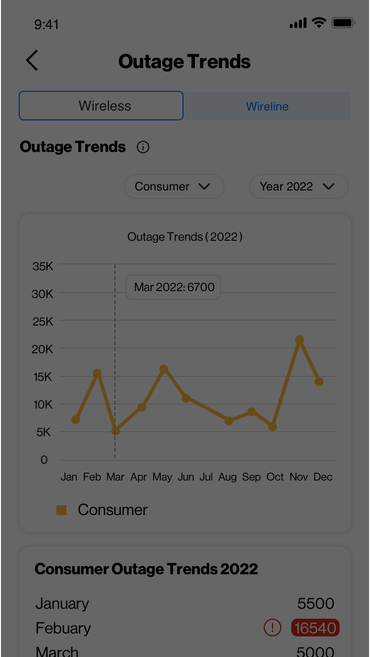 9:41
Outage Trends
Wireless Wireline
Outage Trends
Consumer Year 2022
Outage Trends (2022)
Mar 2022: 6700
35K
30K
25K
20K
15K
10K
5K
0
Jan Feb Mar Apr May Jun Jul Aug Sep Oct Nov Dec
Consumer
Consumer Outage Trends 2022
January 5500
Febuary 16540
March 5000